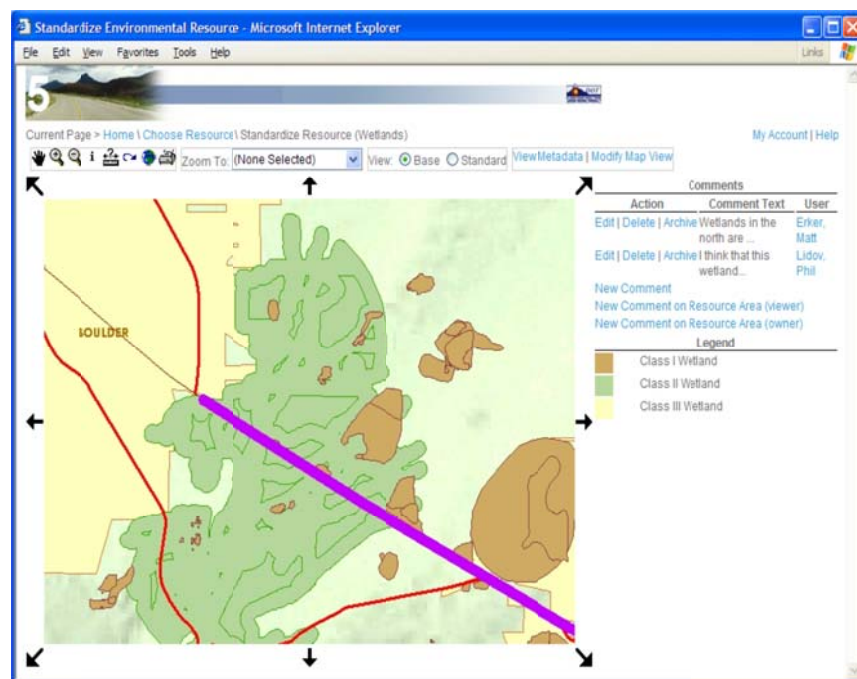 Standardize Environmental Resource - Microsoft Internet Explorer
File Edit View Favorites Tools Help Links
5
Current Page > Home \ Choose Resource\ Standardize Resource (Wetlands) My Account | Help
Zoom To: (None Selected) View: Base Standard View Metadata | Modify Map View
Comments
Action Comment Text User
Edit | Delete | Archive Wetlands in the north are ... Erker, Matt
Edit | Delete | Archive I think that this wetland... Lidov, Phil
New Comment
New Comment on Resource Area (viewer)
New Comment on Resource Area (owner)
Legend
Class I Wetland
Class II Wetland
Class III Wetland
BOULDER